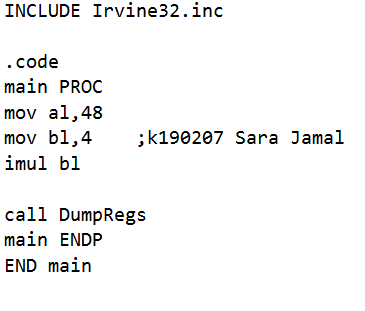 INCLUDE Irvine32.inc
.code
main PROC
mov al,48
mov bl,4    ;k190207 Sara Jamal
imul bl
call DumpRegs
main ENDP
END main